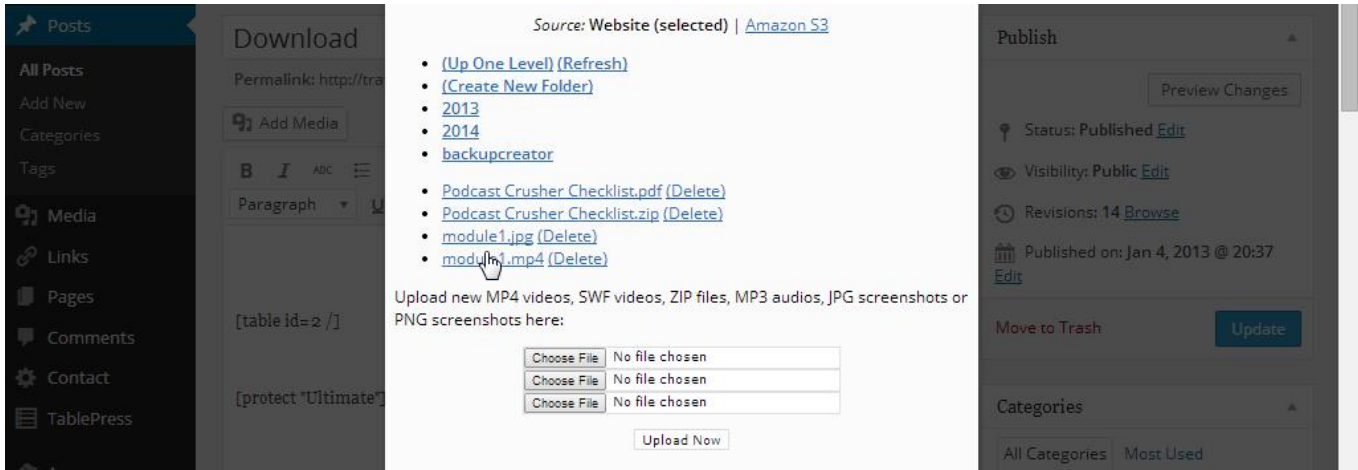 Posts
All Posts
Add New
Categories
Tags
Media
Links
Pages
Comments
Contact
TablePress
Download
Permalink: http://tra
Add Media
B I ABC
Paragraph U
[table id=2 /]
[protect "Ultimate"]
Source: Website (selected) | Amazon S3
(Up One Level) (Refresh)
(Create New Folder)
2013
2014
backupcreator
Podcast Crusher Checklist.pdf (Delete)
Podcast Crusher Checklist.zip (Delete)
module1.jpg (Delete)
module1.mp4 (Delete)
Upload new MP4 videos, SWF videos, ZIP files, MP3 audios, JPG screenshots or
PNG screenshots here:
Choose File No file chosen
Choose File No file chosen
Choose File No file chosen
Upload Now
Publish
Preview Changes
Status: Published Edit
Visibility: Public Edit
Revisions: 14 Browse
Published on: Jan 4, 2013 @ 20:37
Edit
Move to Trash
Update
Categories
All Categories Most Used